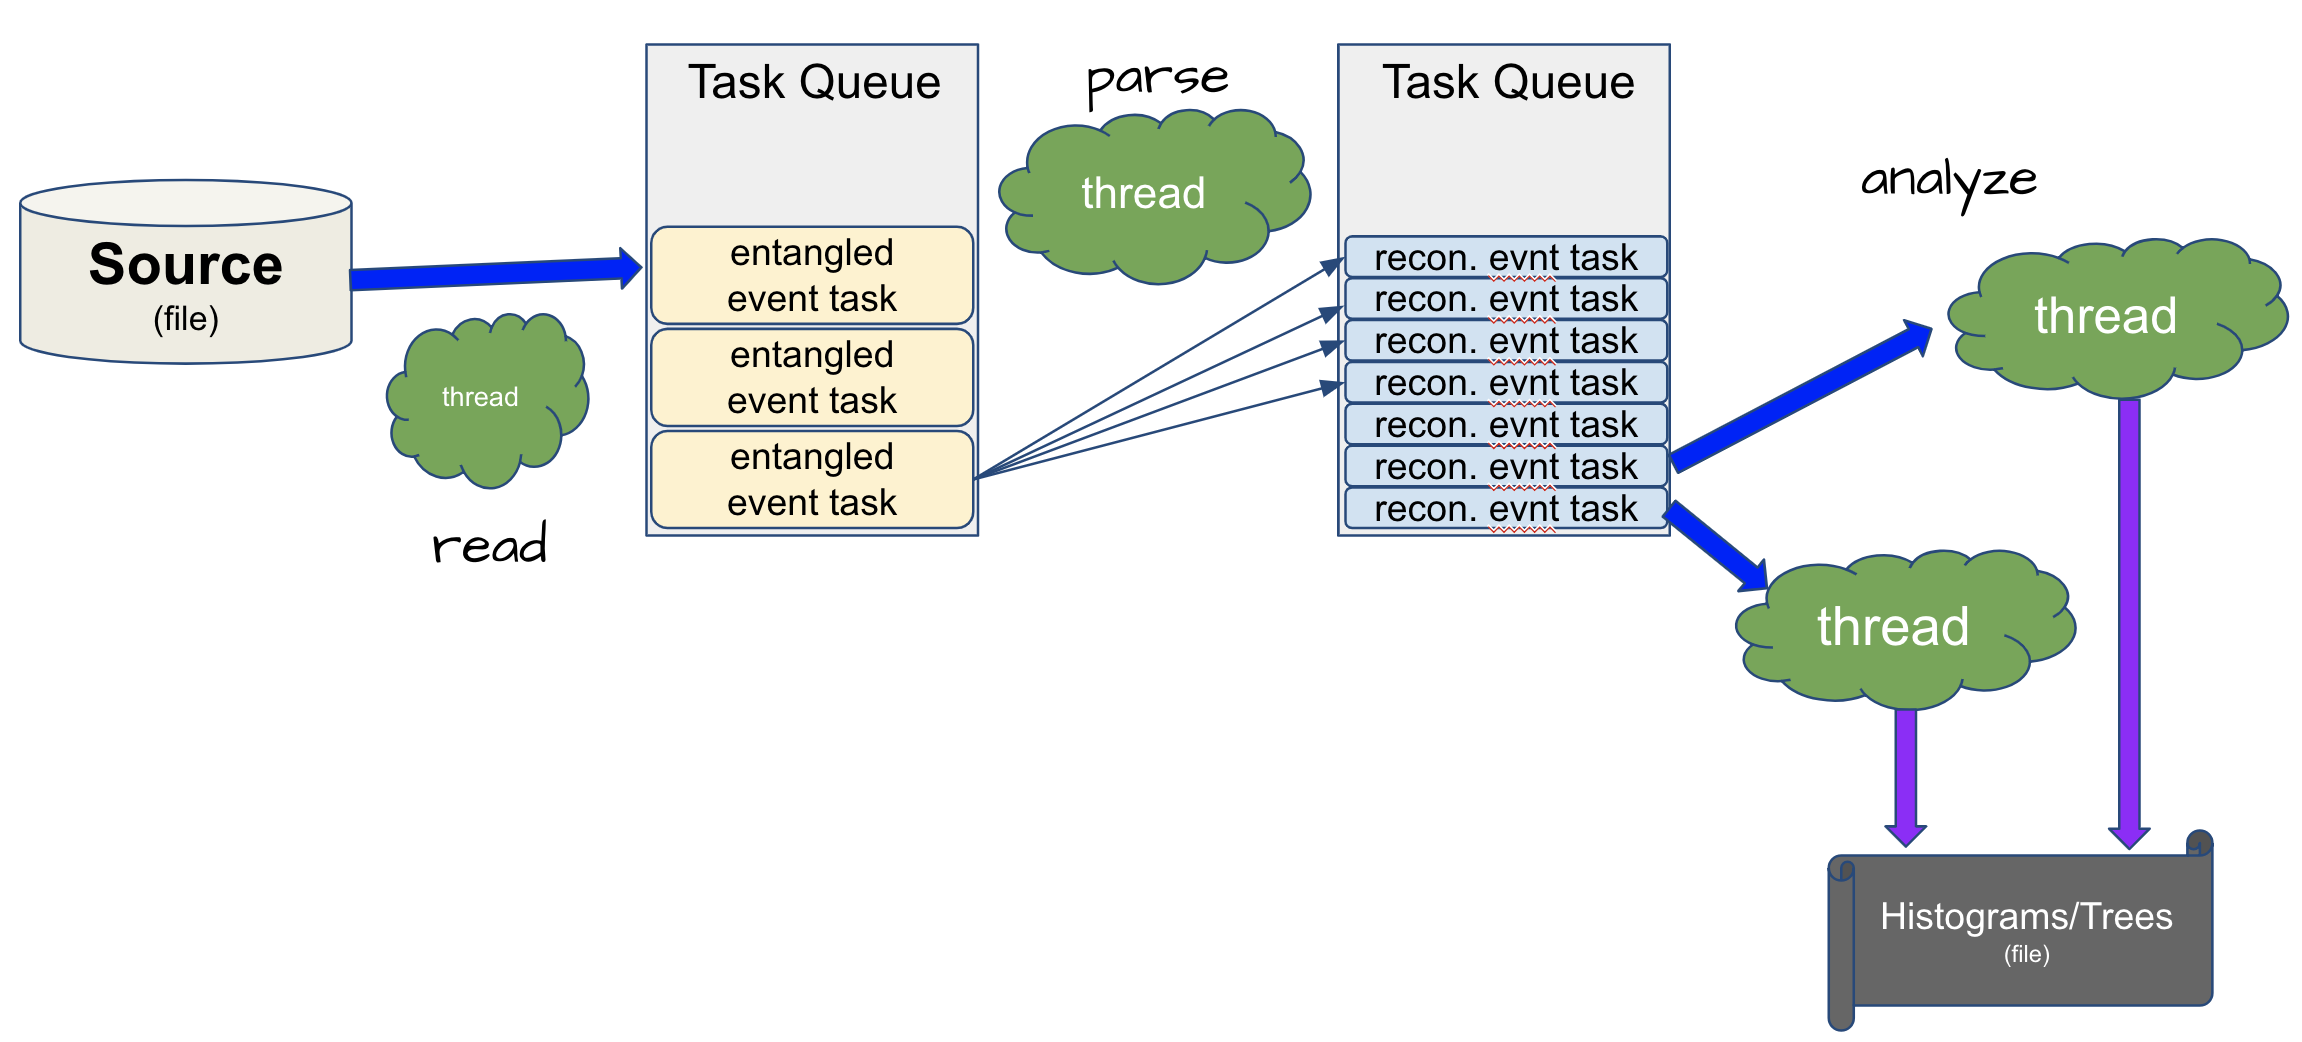 Source
(file)
thread
read
Task Queue
entangled
event task
entangled
event task
entangled
event task
parse
thread
Task Queue
recon. evnt task
recon. evnt task
recon. evnt task
recon. evnt task
recon. evnt task
recon. evnt task
recon. evnt task
analyze
thread
thread
Histograms/Trees
(file)